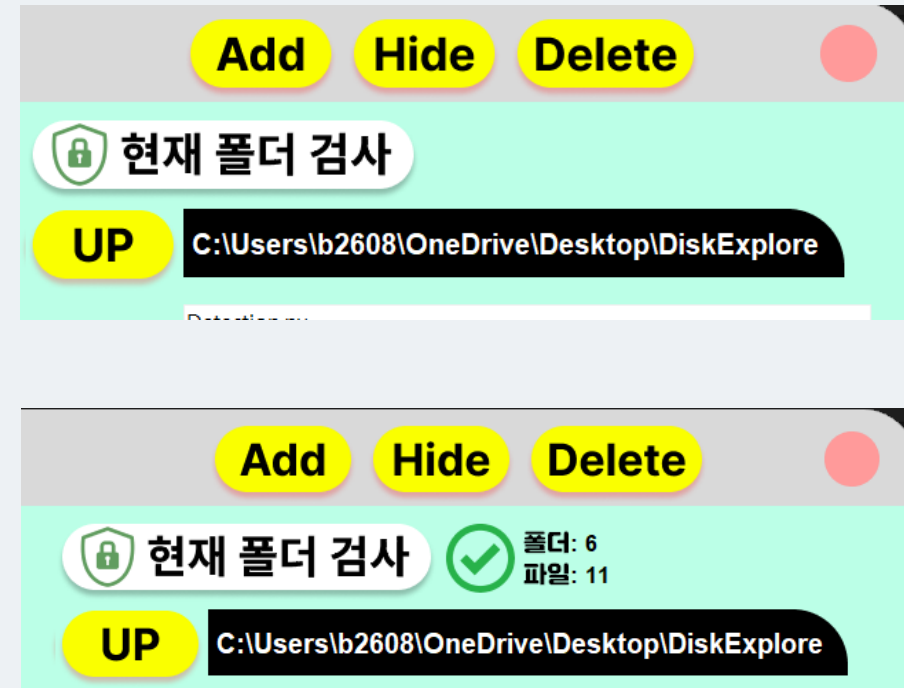 Add Hide Delete
현재 폴더 검사
UP C:\Users\b2608\OneDrive\Desktop\DiskExplore
Add Hide Delete
현재 폴더 검사
폴더: 6
파일: 11
UP C:\Users\b2608\OneDrive\Desktop\DiskExplore